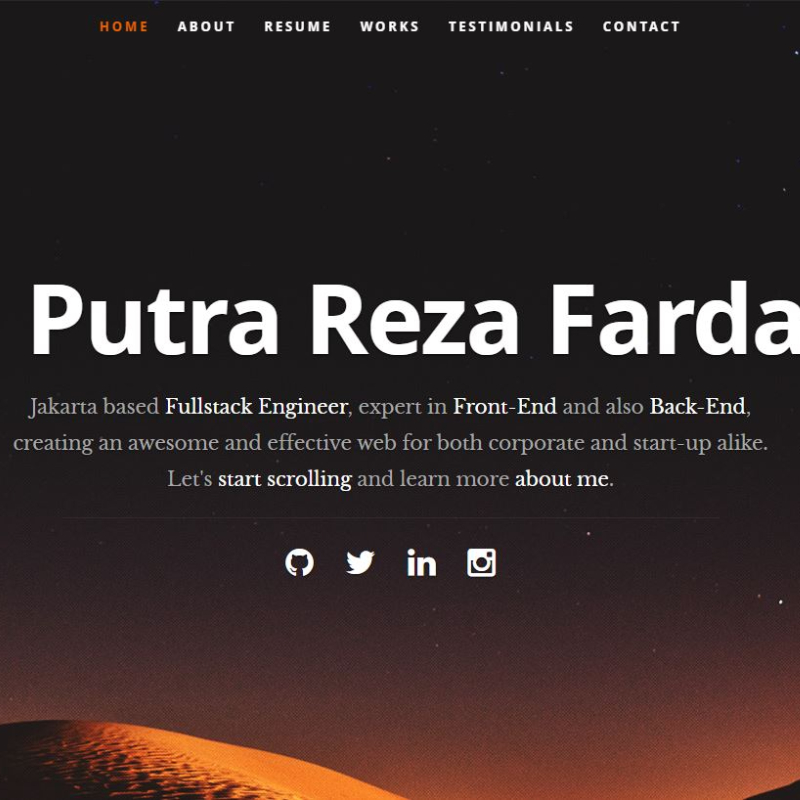 HOME ABOUT RESUME WORKS TESTIMONIALS CONTACT
Putra Reza Farda
Jakarta based Fullstack Engineer, expert in Front-End and also Back-End,
creating an awesome and effective web for both corporate and start-up alike.
Let's start scrolling and learn more about me.
in